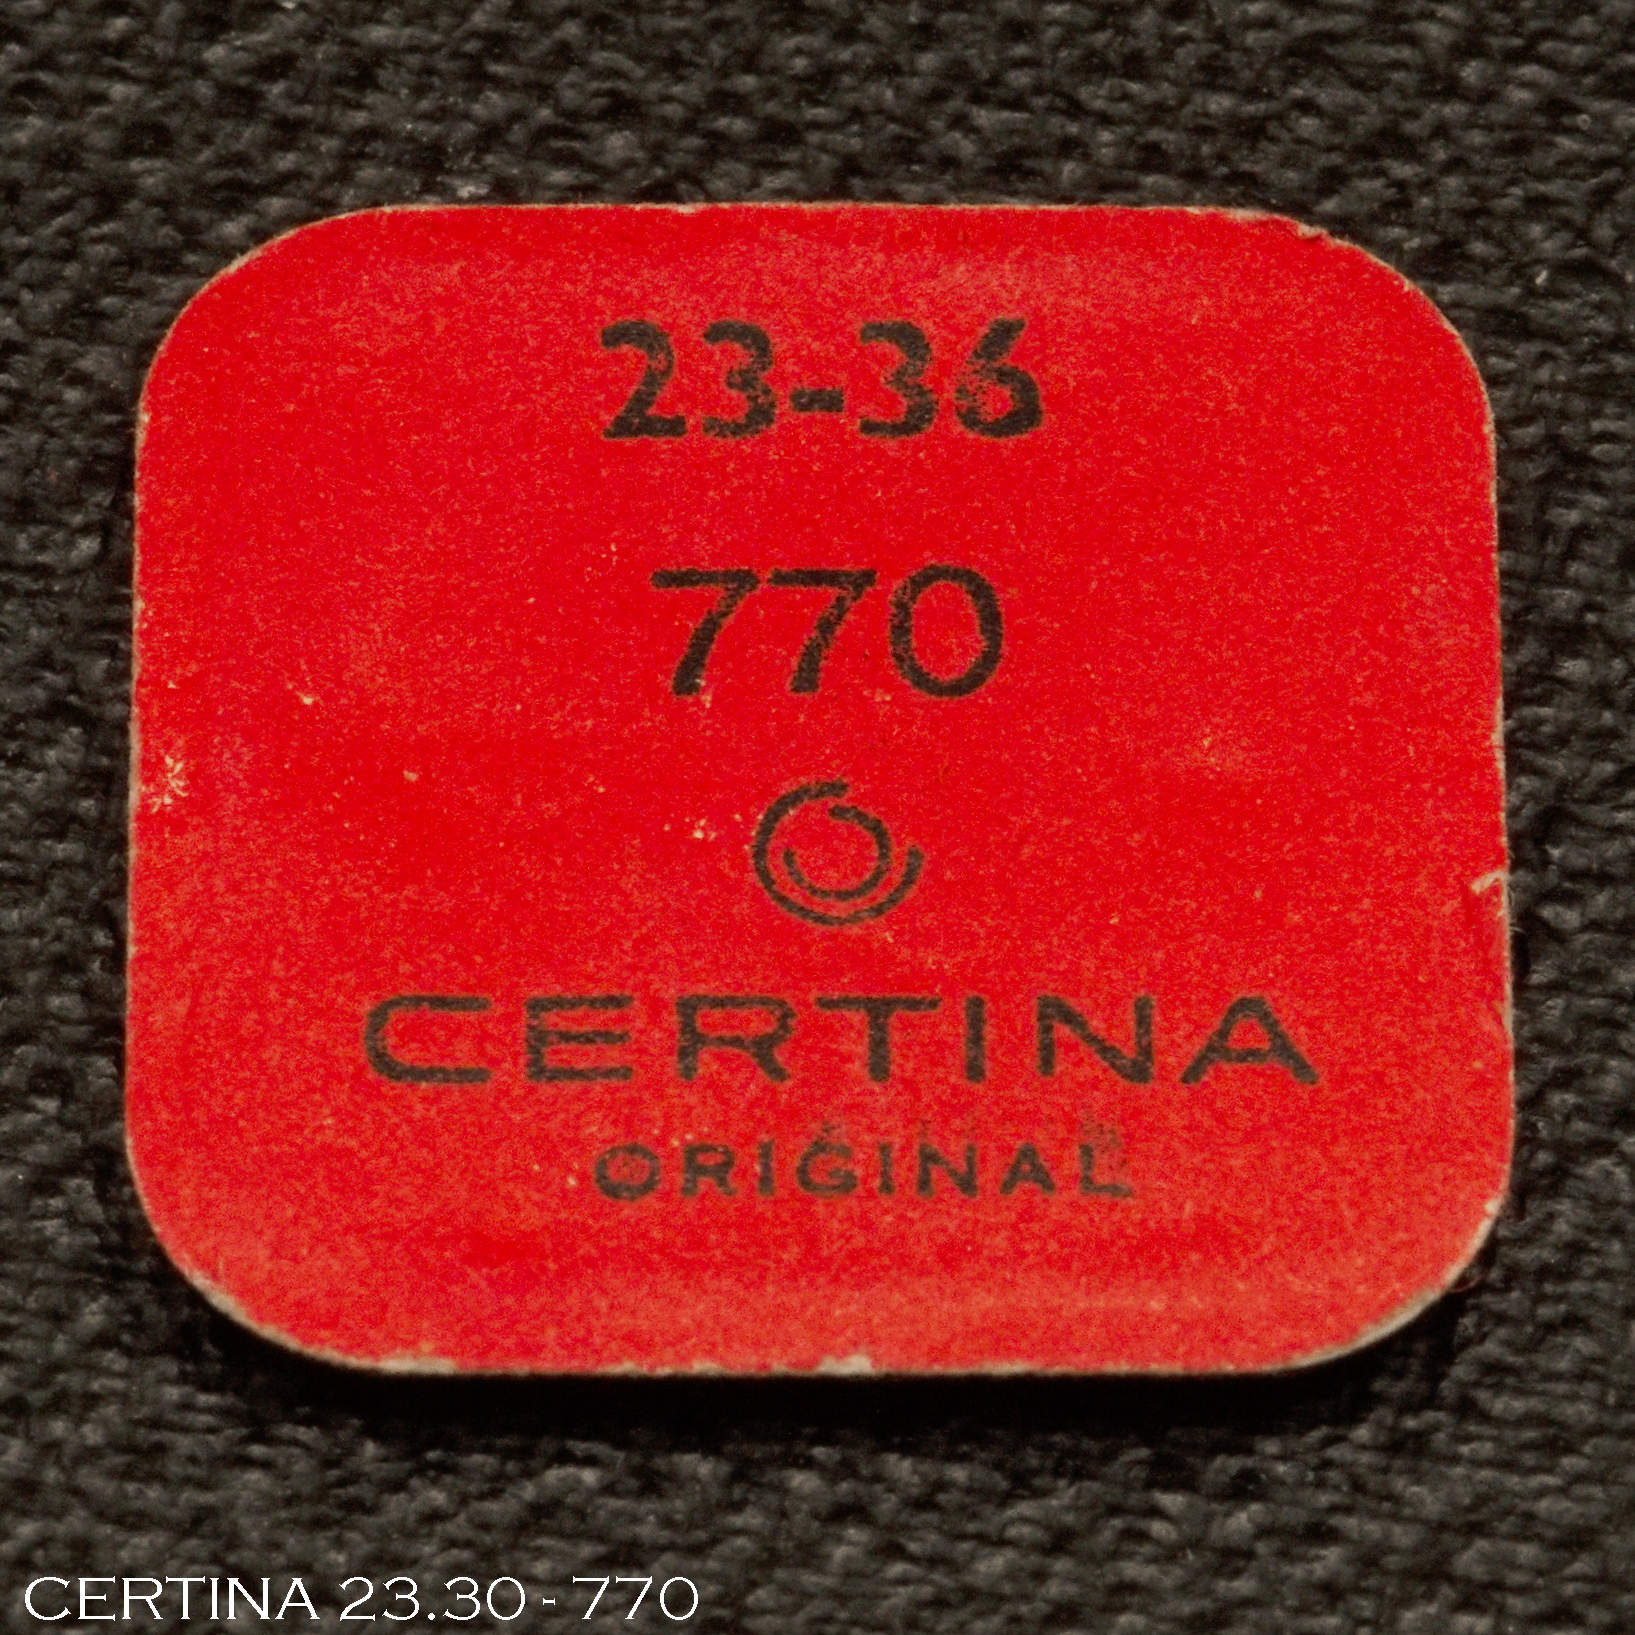 23-36
770
CERTINA
ORIGINAL
CERTINA 23.30 - 770